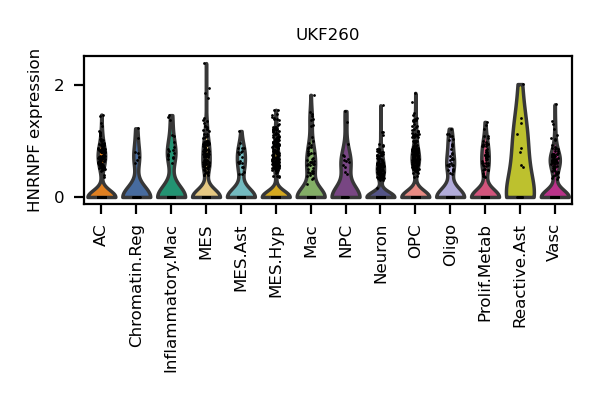 UKF260
HNRNPF expression
2
0
AC
Chromatin.Reg
Inflammatory.Mac
MES
MES.Ast
MES.Hyp
Mac
NPC
Neuron
OPC
Oligo
Prolif.Metab
Reactive.Ast
Vasc